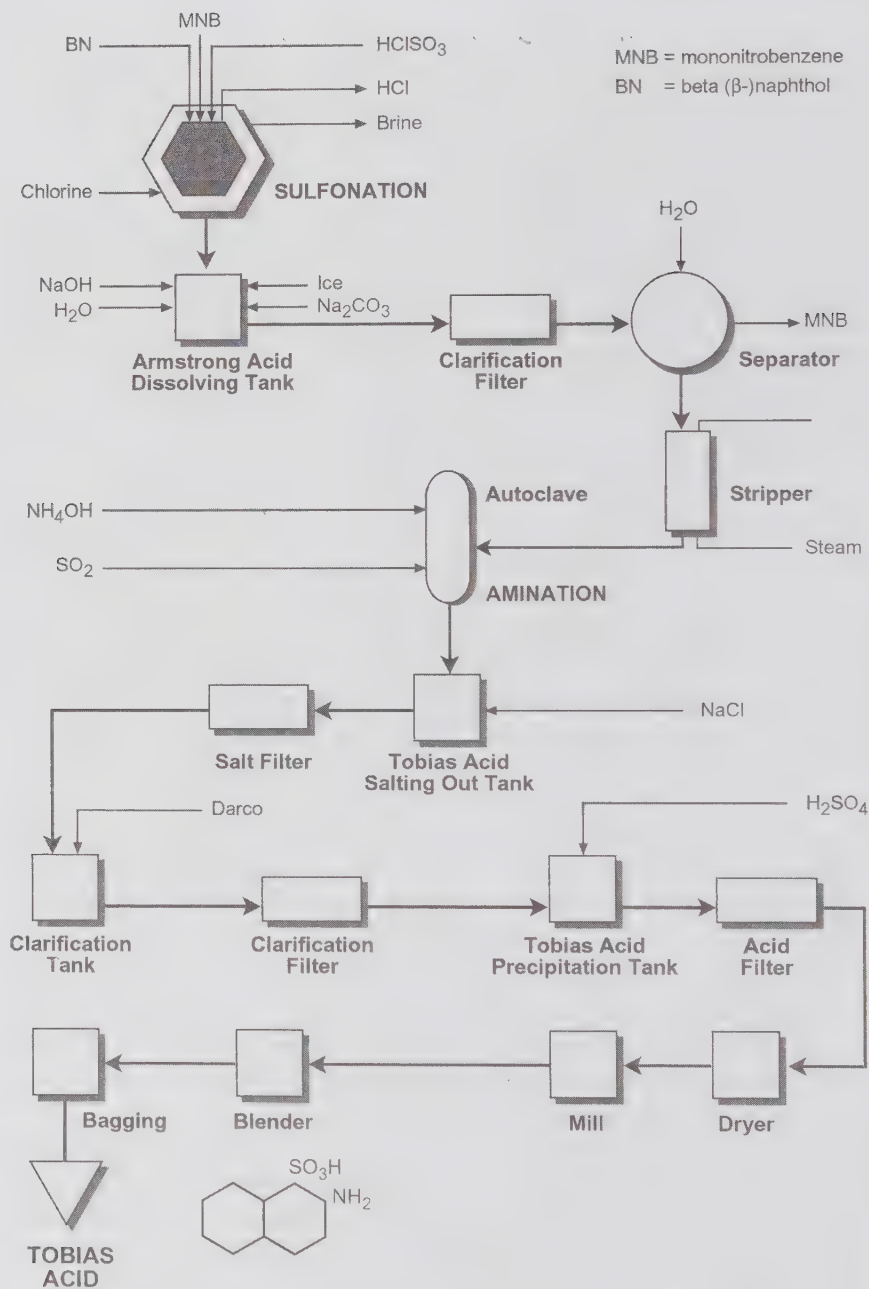 MNB
BN
HClSO₃
MNB = mononitrobenzene
BN = beta (β-)naphthol
HCl
Brine
Chlorine
SULFONATION
H₂O
NaOH
Ice
H₂O
Na₂CO₃
MNB
Armstrong Acid
Dissolving Tank
Clarification
Filter
Separator
Autoclave
Stripper
NH₄OH
Steam
SO₂
AMINATION
NaCl
Salt Filter
Tobias Acid
Salting Out Tank
Darco
H₂SO₄
Clarification
Tank
Clarification
Filter
Tobias Acid
Precipitation Tank
Acid
Filter
Bagging
Blender
Mill
Dryer
SO₃H
NH₂
TOBIAS
ACID